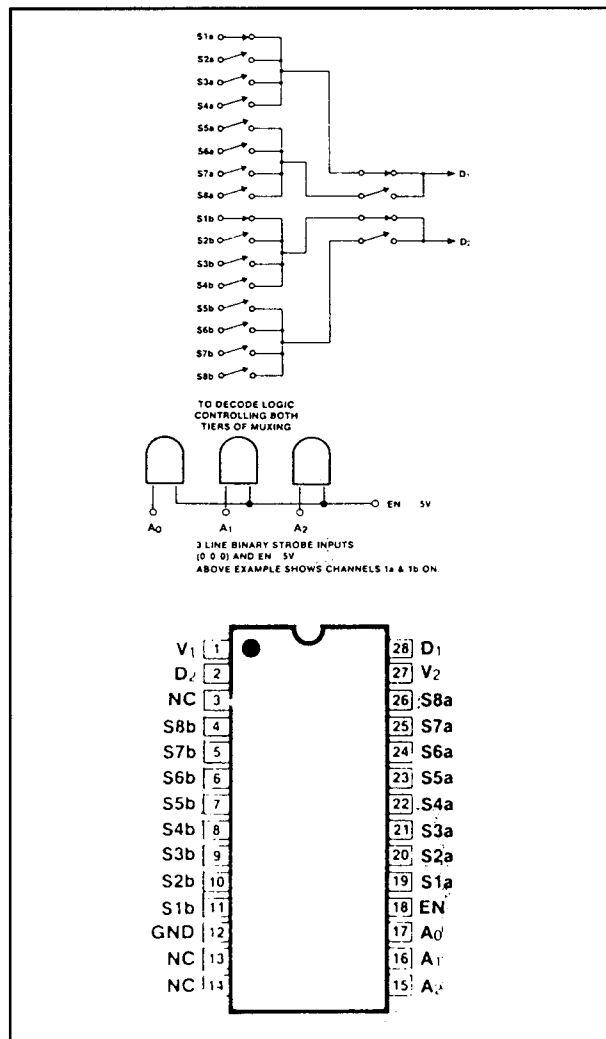 S1a
S2a
S3a
S4a
S5a
S6a
S7a
S8a
D1
S1b
S2b
D2
S3b
S4b
S5b
S6b
S7b
S8b
TO DECODE LOGIC
CONTROLLING BOTH
TIERS OF MUXING
EN 5V
A0 A1 A2
3 LINE BINARY STROBE INPUTS
(0 0 0) AND EN 5V
ABOVE EXAMPLE SHOWS CHANNELS 1a & 1b ON
V1 1 28 D1
D2 2 27 V2
NC 3 26 S8a
S8b 4 25 S7a
S7b 5 24 S6a
S6b 6 23 S5a
S5b 7 22 S4a
S4b 8 21 S3a
S3b 9 20 S2a
S2b 10 19 S1a
S1b 11 18 EN
GND 12 17 A0
NC 13 16 A1
NC 14 15 A2